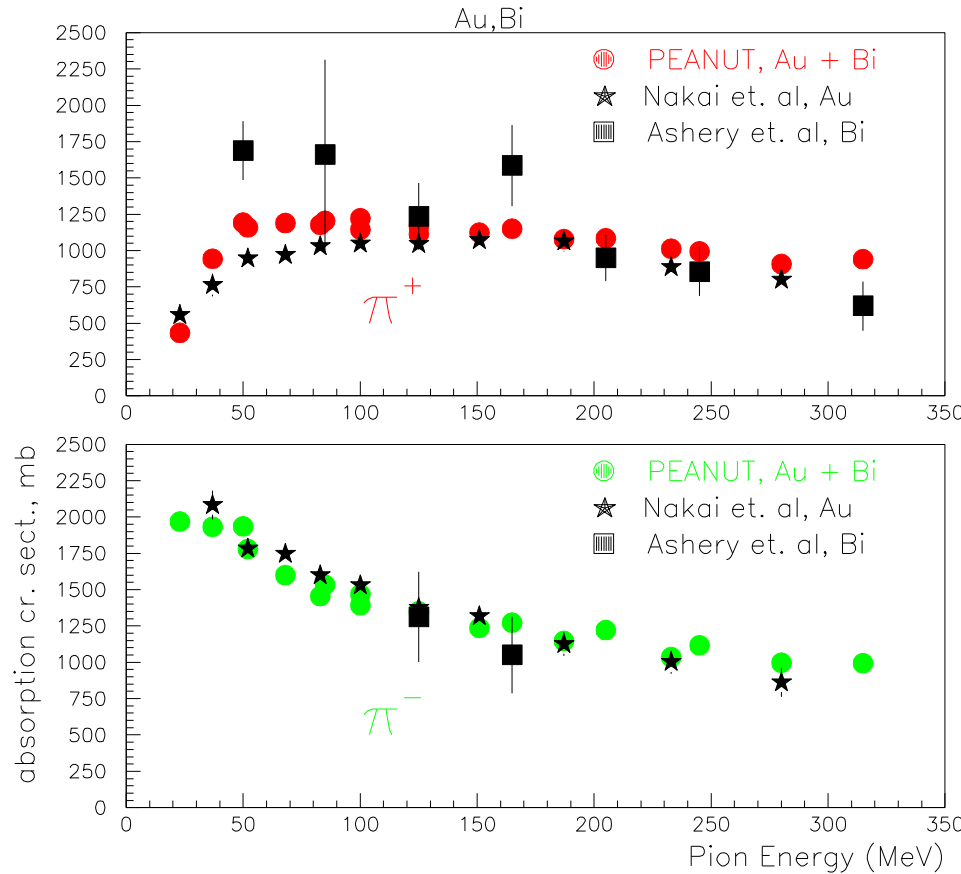 Au,Bi
2500
2250
2000
1750
1500
1250
1000
750
500
250
0
PEANUT, Au + Bi
Nakai et. al, Au
Ashery et. al, Bi
π+
0 50 100 150 200 250 300 350
absorption cr. sect., mb
2500
2250
2000
1750
1500
1250
1000
750
500
250
0
PEANUT, Au + Bi
Nakai et. al, Au
Ashery et. al, Bi
π−
0 50 100 150 200 250 300 350
Pion Energy (MeV)